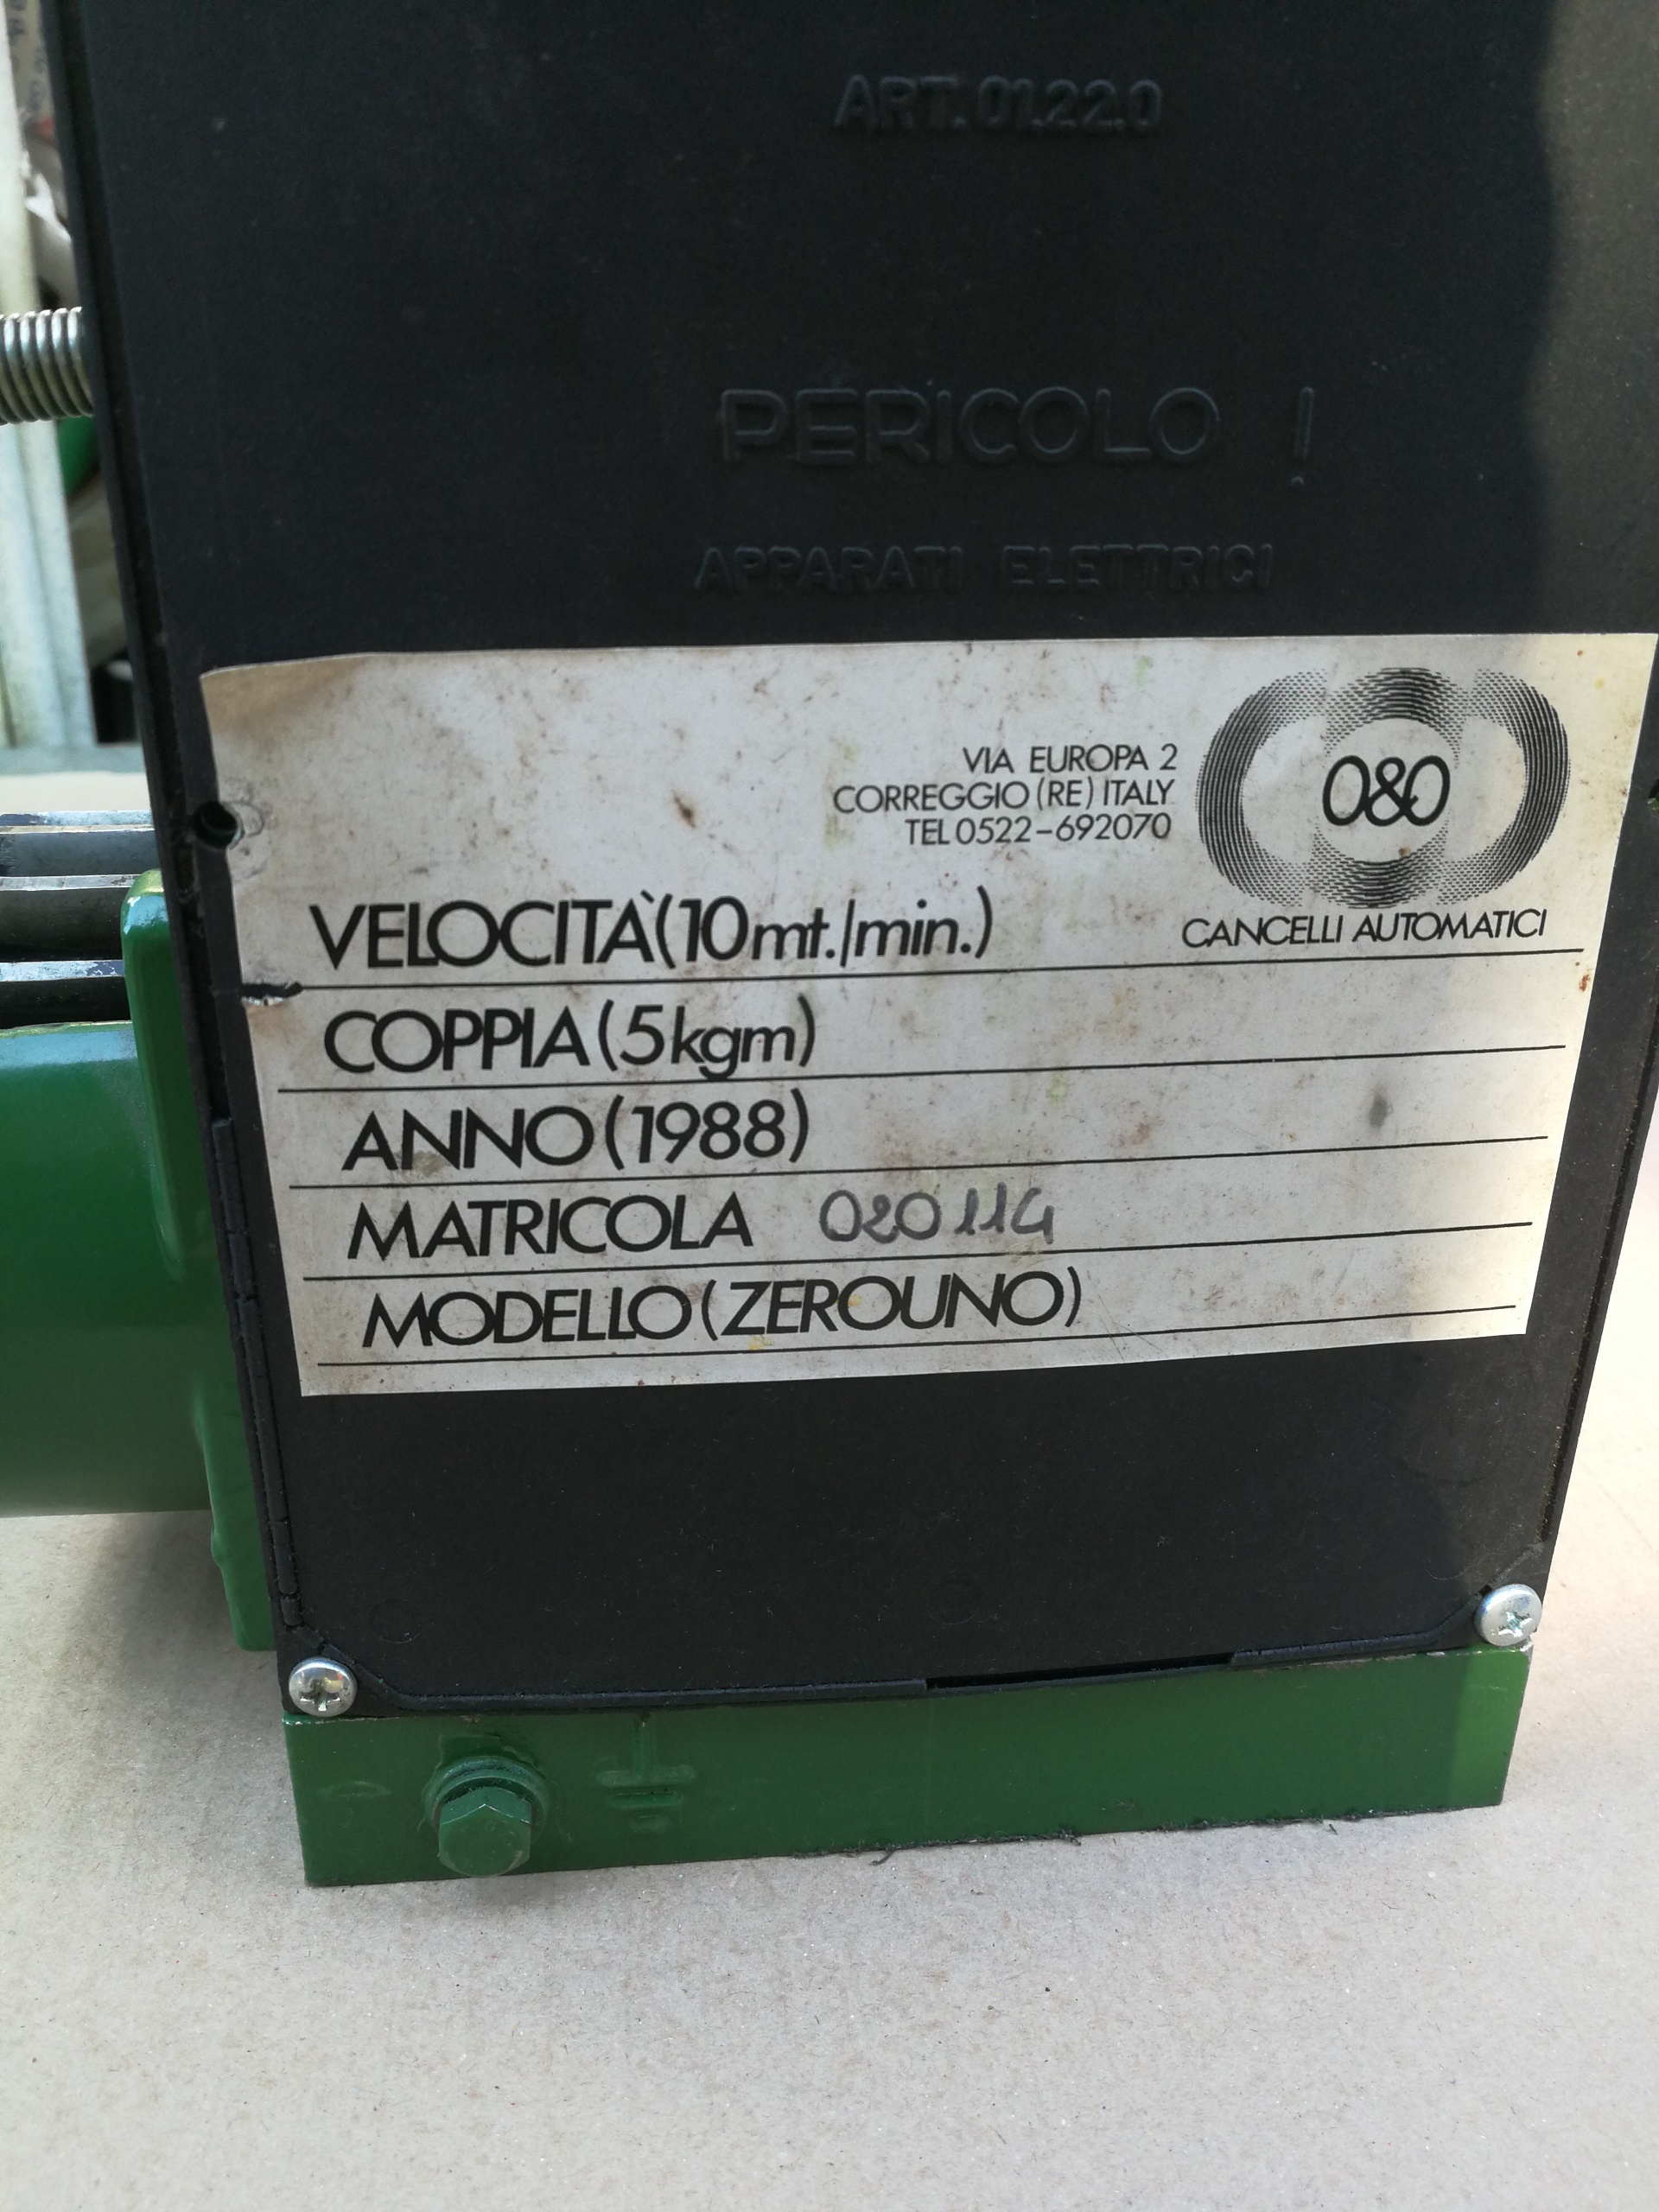 ART.01.22.0
PERICOLO !
APPARATI ELETTRICI
VIA EUROPA 2
CORREGGIO (RE) ITALY
TEL 0522-692070
O&O
CANCELLI AUTOMATICI
VELOCITÀ (10 mt./min.)
COPPIA (5 kgm)
ANNO (1988)
MATRICOLA 020114
MODELLO (ZEROUNO)